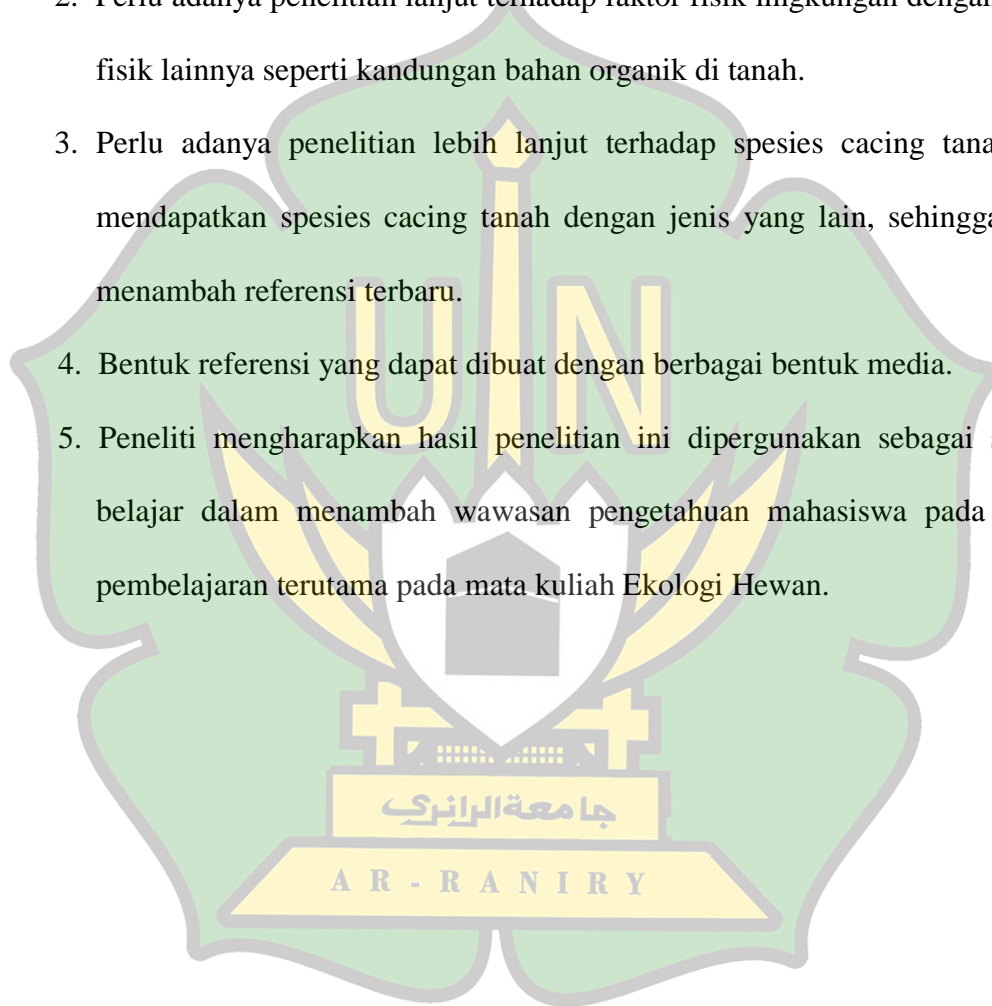 2. Perlu adanya penelitian lanjut terhadap faktor fisik lingkungan dengan
fisik lainnya seperti kandungan bahan organik di tanah.
3. Perlu adanya penelitian lebih lanjut terhadap spesies cacing
mendapatkan spesies cacing tanah dengan jenis yang lain, sehingga
menambah referensi terbaru.
4. Bentuk referensi yang dapat dibuat dengan berbagai bentuk media.
5. Peneliti mengharapkan hasil penelitian ini dipergunakan sebagai
belajar dalam menambah wawasan pengetahuan mahasiswa pada
pembelajaran terutama pada mata kuliah Ekologi Hewan.
UIN
جامعة الرانري
AR-RANIRY